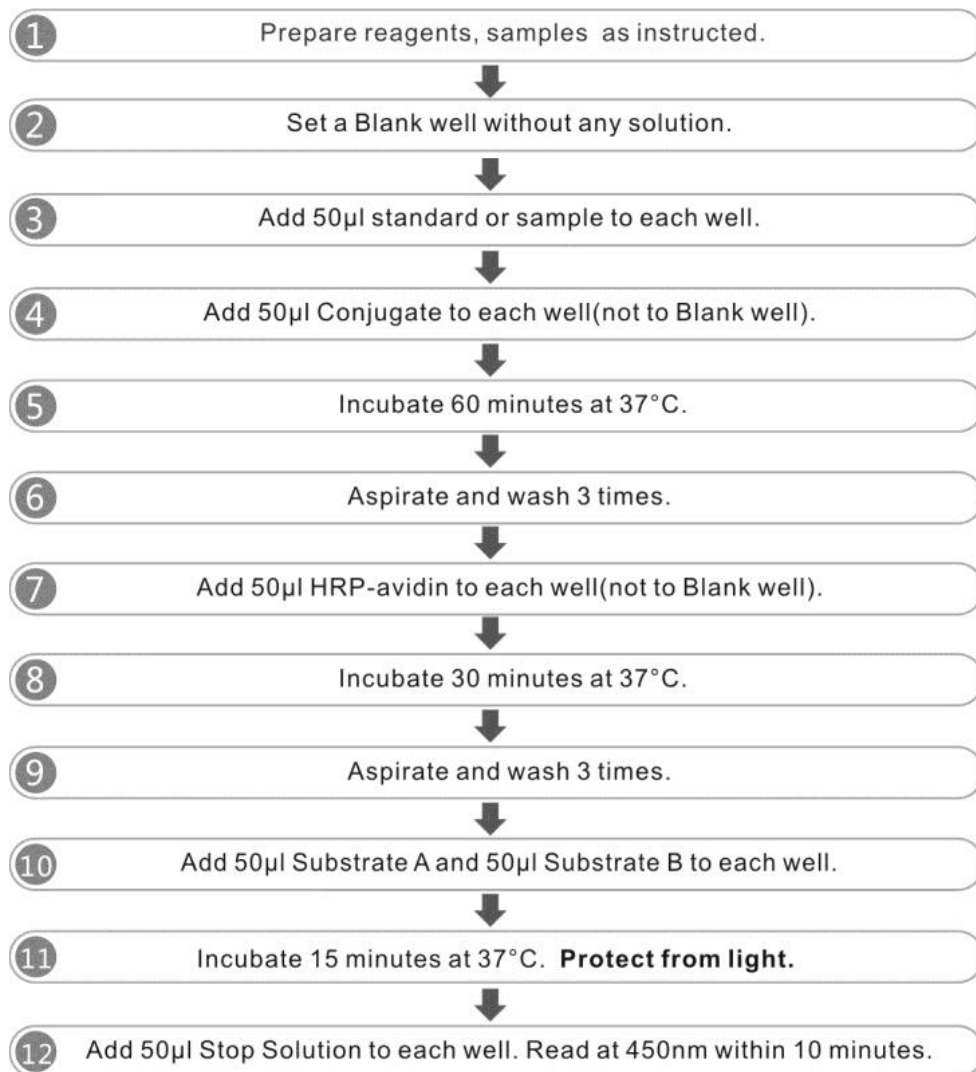 1 Prepare reagents, samples as instructed.
2 Set a Blank well without any solution.
3 Add 50μl standard or sample to each well.
4 Add 50μl Conjugate to each well(not to Blank well).
5 Incubate 60 minutes at 37°C.
6 Aspirate and wash 3 times.
7 Add 50μl HRP-avidin to each well(not to Blank well).
8 Incubate 30 minutes at 37°C.
9 Aspirate and wash 3 times.
10 Add 50μl Substrate A and 50μl Substrate B to each well.
11 Incubate 15 minutes at 37°C. Protect from light.
12 Add 50μl Stop Solution to each well. Read at 450nm within 10 minutes.